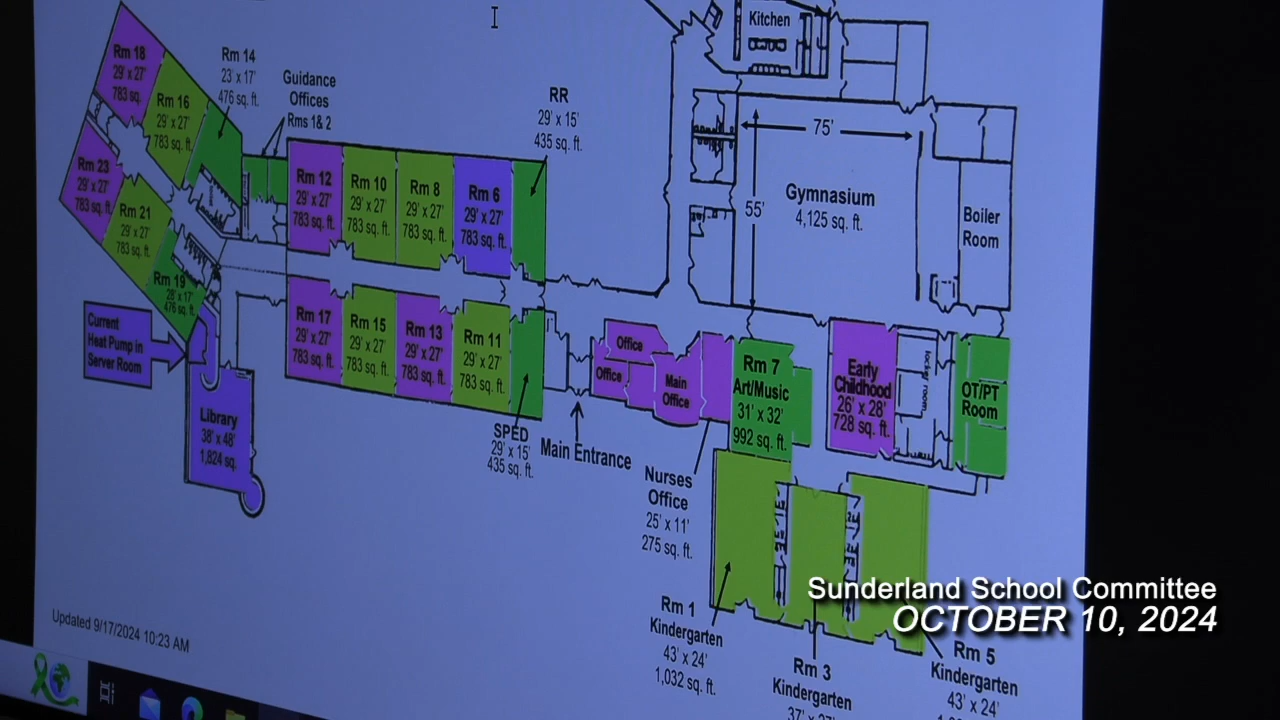 Kitchen
Rm 18
29' x 27'
783 sq.
Rm 14
23' x 17'
476 sq. ft.
Guidance
Offices
Rms 1& 2
Rm 16
29' x 27'
783 sq. ft.
RR
29' x 15'
435 sq. ft.
75'
Rm 23
29' x 27'
783 sq. ft.
Rm 12
29' x 27'
783 sq. ft.
Rm 10
29' x 27'
783 sq. ft.
Rm 8
29' x 27'
783 sq. ft.
Rm 6
29' x 27'
783 sq. ft.
Gymnasium
4,125 sq. ft.
55'
Boiler
Room
Rm 21
29' x 27'
783 sq. ft.
Rm 19
28' x 17'
476 sq. ft.
Current
Heat Pump in
Server Room
Rm 17
29' x 27'
783 sq. ft.
Rm 15
29' x 27'
783 sq. ft.
Rm 13
29' x 27'
783 sq. ft.
Rm 11
29' x 27'
783 sq. ft.
Office
Office
Main
Office
Rm 7
Art/Music
31' x 32'
992 sq. ft.
Early
Childhood
26' x 28'
728 sq. ft.
locker room
OT/PT
Room
Library
38' x 48'
1,824 sq.
SPED
29' x 15'
435 sq. ft.
Main Entrance
Nurses
Office
25' x 11'
275 sq. ft.
Rm 1
Kindergarten
43' x 24'
1,032 sq. ft.
Rm 3
Kindergarten
37' x 27'
Rm 5
Kindergarten
43' x 24'
Updated 9/17/2024 10:23 AM
Sunderland School Committee
OCTOBER 10, 2024